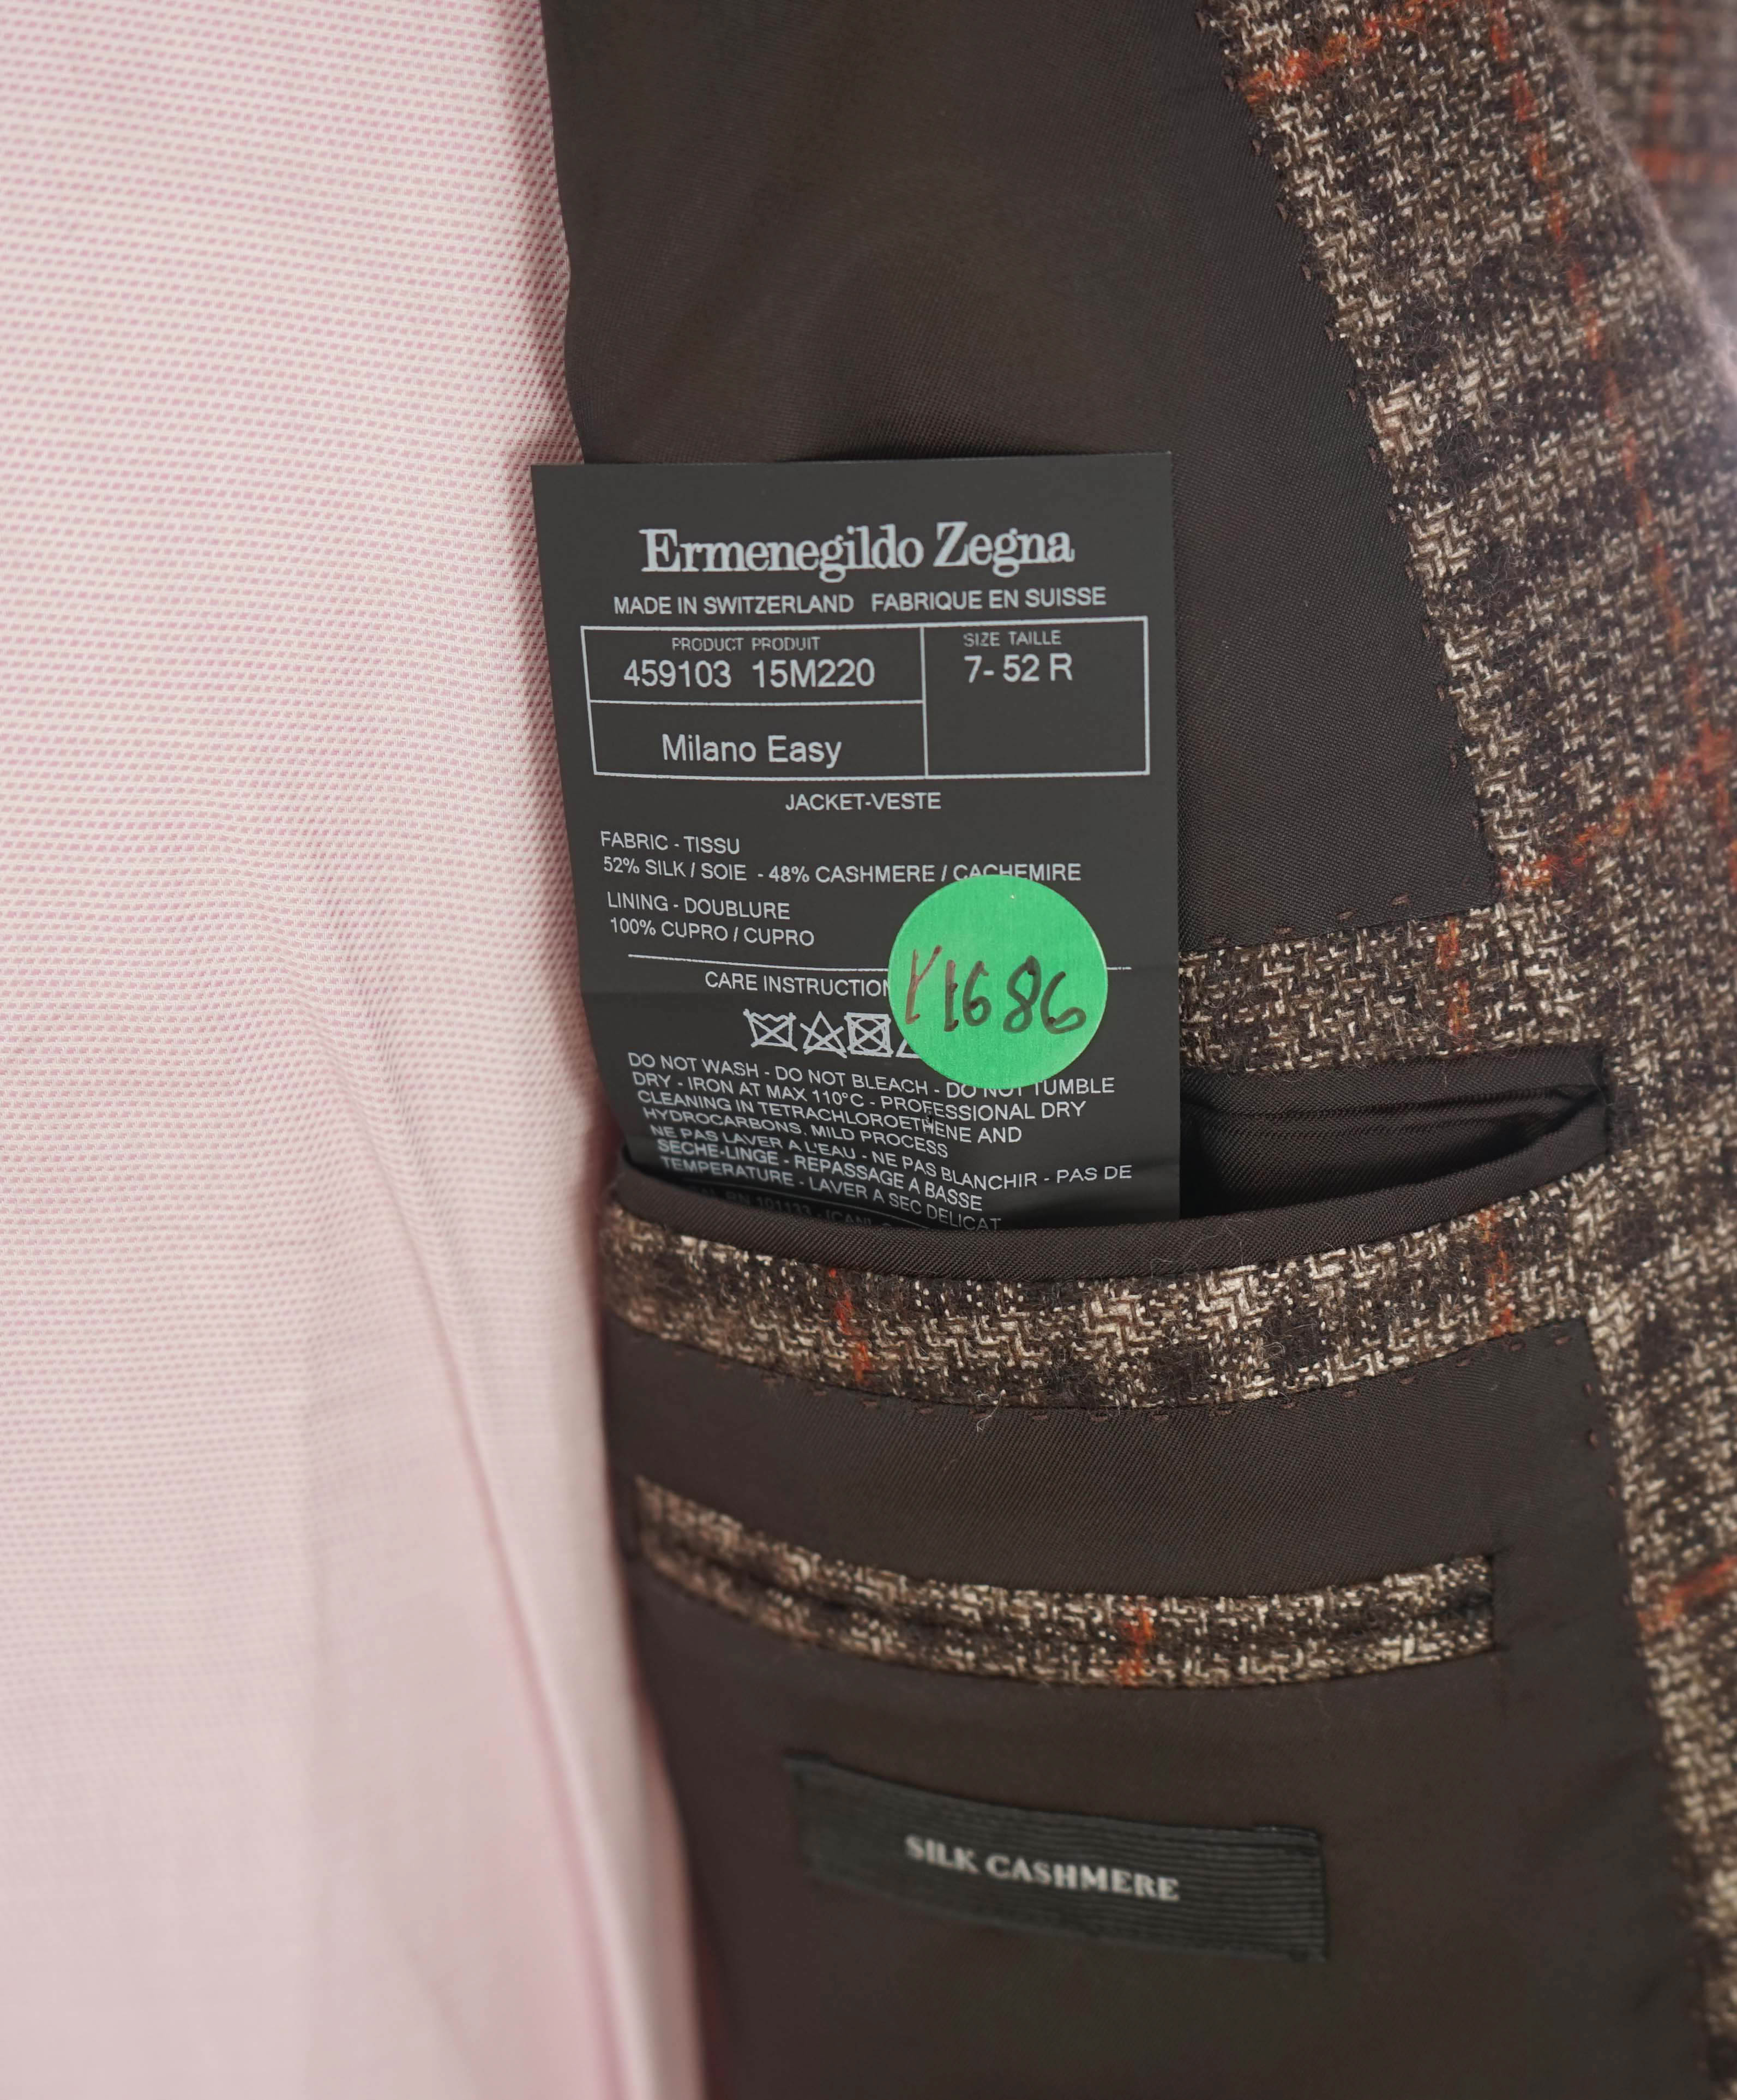 Ermenegildo Zegna
MADE IN SWITZERLAND FABRIQUE EN SUISSE
PRODUCT PRODUIT
459103 15M220
SIZE TAILLE
7- 52 R
Milano Easy
JACKET-VESTE
FABRIC - TISSU
52% SILK / SOIE - 48% CASHMERE / CACHEMIRE
LINING - DOUBLURE
100% CUPRO / CUPRO
CARE INSTRUCTION
Y1686
DO NOT WASH - DO NOT BLEACH - DO NOT TUMBLE
DRY - IRON AT MAX 110°C - PROFESSIONAL DRY
CLEANING IN TETRACHLOROETHENE AND
HYDROCARBONS, MILD PROCESS
NE PAS LAVER A L'EAU - NE PAS BLANCHIR - PAS DE
SECHE-LINGE - REPASSAGE A BASSE
TEMPERATURE - LAVER A SEC DELICAT
RN 101133
SILK CASHMERE